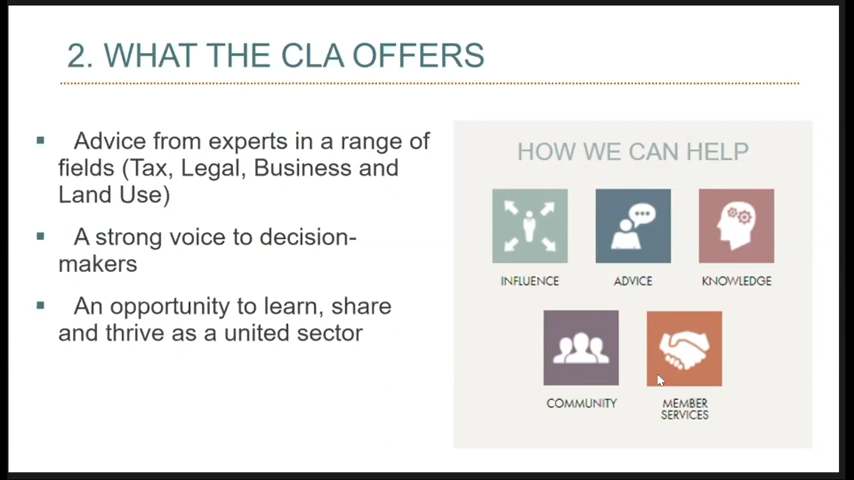 2. WHAT THE CLA OFFERS
Advice from experts in a range of
fields (Tax, Legal, Business and
Land Use)
A strong voice to decision-
makers
An opportunity to learn, share
and thrive as a united sector
HOW WE CAN HELP
INFLUENCE
ADVICE
KNOWLEDGE
COMMUNITY
MEMBER
SERVICES